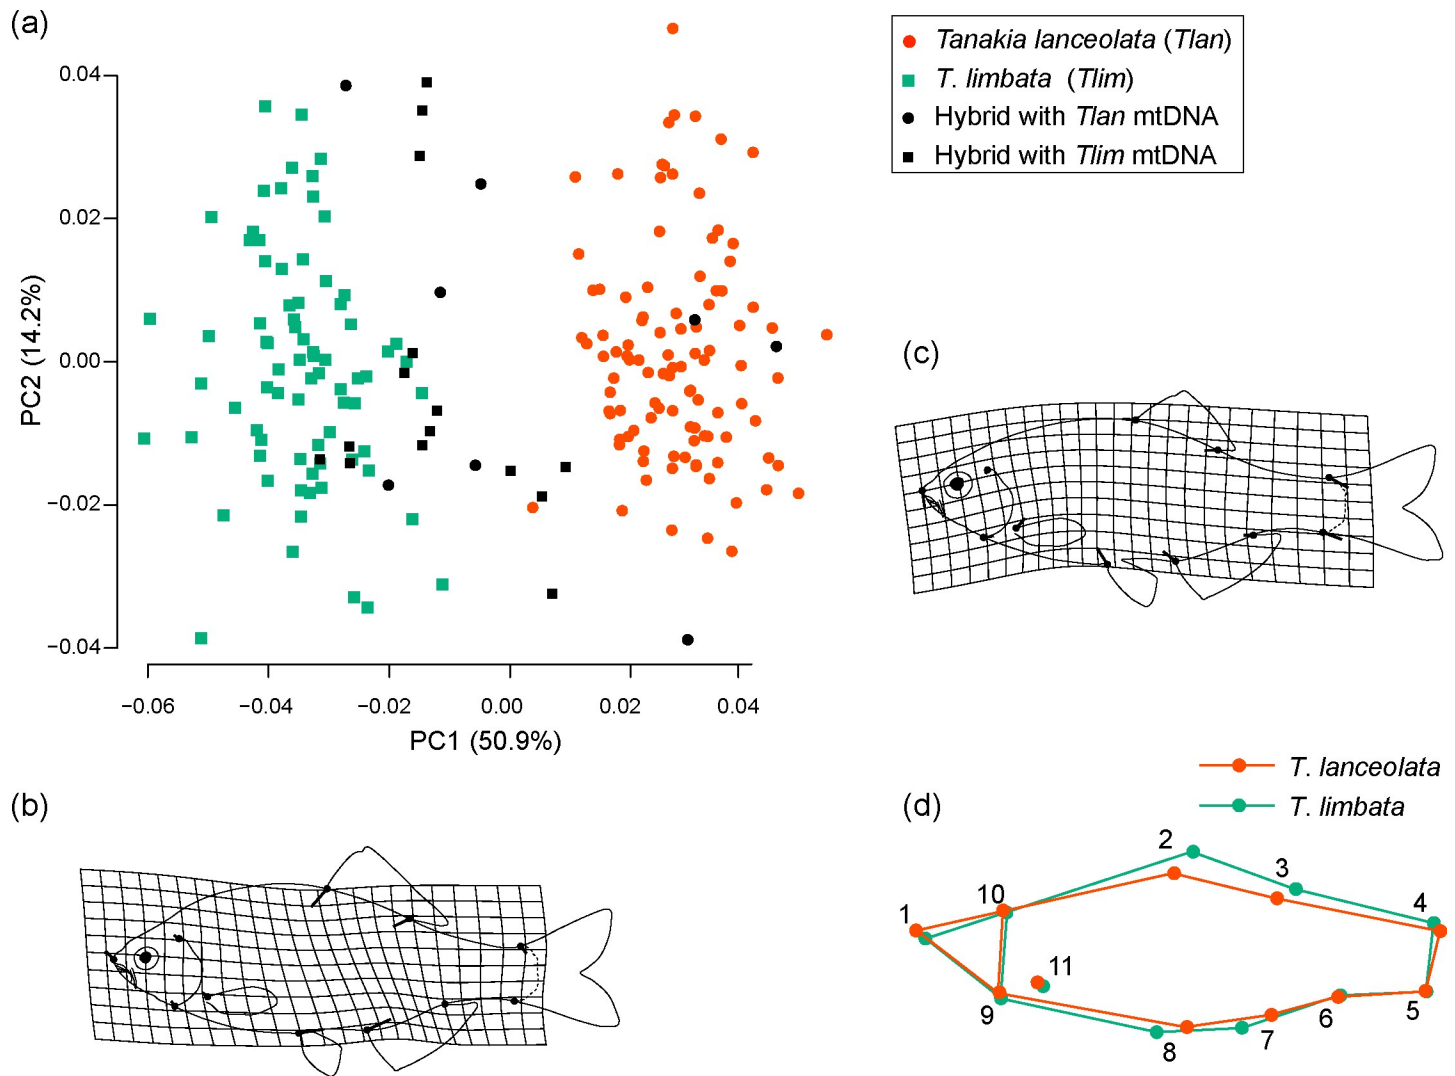 (a)
Tanakia lanceolata (Tlan)
T. limbata (Tlim)
Hybrid with Tlan mtDNA
Hybrid with Tlim mtDNA
0.04
0.02
0.00
−0.02
−0.04
PC2 (14.2%)
−0.06 −0.04 −0.02 0.00 0.02 0.04
PC1 (50.9%)
(c)
(b)
(d)
T. lanceolata
T. limbata
1
2
3
4
5
6
7
8
9
10
11